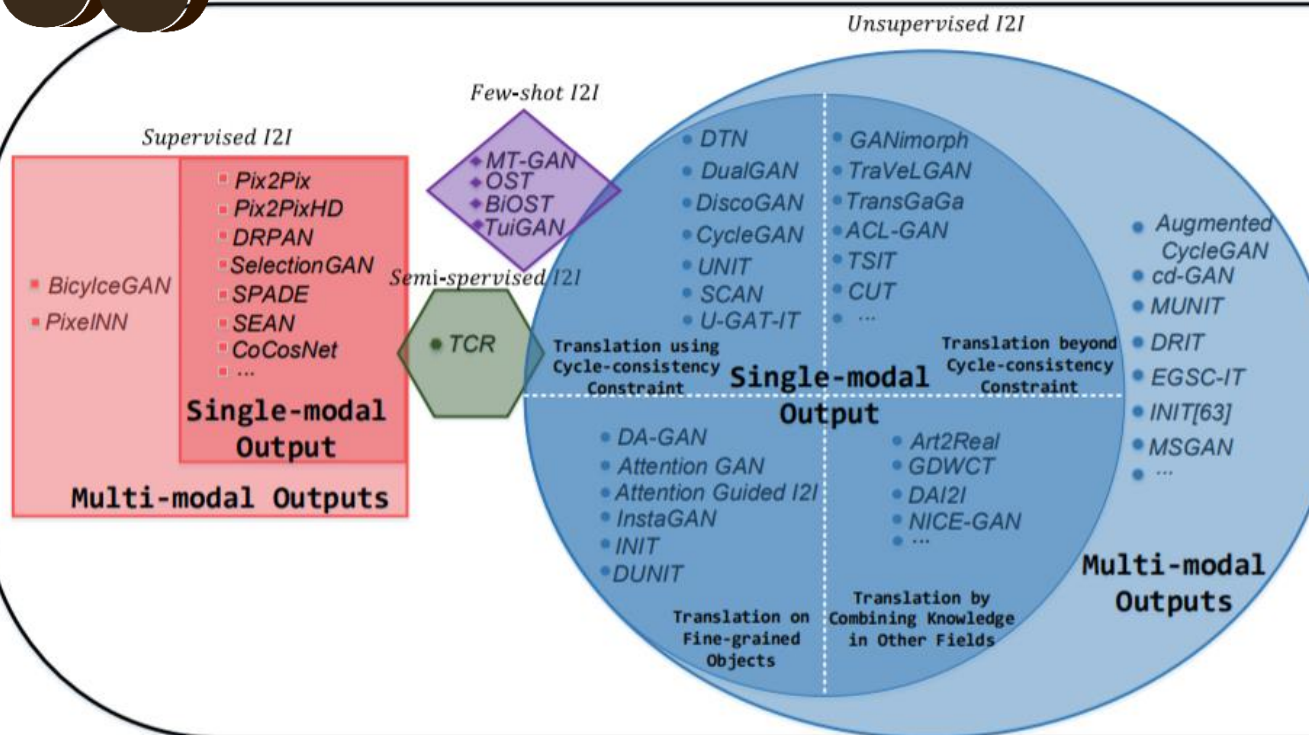 Unsupervised I2I
Few-shot I2I
Supervised I2I
MT-GAN
OST
BiOST
TuiGAN
Semi-spervised I2I
TCR
Pix2Pix
Pix2PixHD
DRPAN
SelectionGAN
SPADE
SEAN
CoCosNet
...
Single-modal
Output
BicylceGAN
PixelNN
Multi-modal Outputs
DTN
DualGAN
DiscoGAN
CycleGAN
UNIT
SCAN
U-GAT-IT
Translation using
Cycle-consistency
Constraint
GANimorph
TraVeLGAN
TransGaGa
ACL-GAN
TSIT
CUT
...
Translation beyond
Cycle-consistency
Constraint
Single-modal
Output
DA-GAN
Attention GAN
Attention Guided I2I
InstaGAN
INIT
DUNIT
Translation on
Fine-grained
Objects
Art2Real
GDWCT
DAI2I
NICE-GAN
...
Translation by
Combining Knowledge
in Other Fields
Augmented
CycleGAN
cd-GAN
MUNIT
DRIT
EGSC-IT
INIT[63]
MSGAN
...
Multi-modal
Outputs